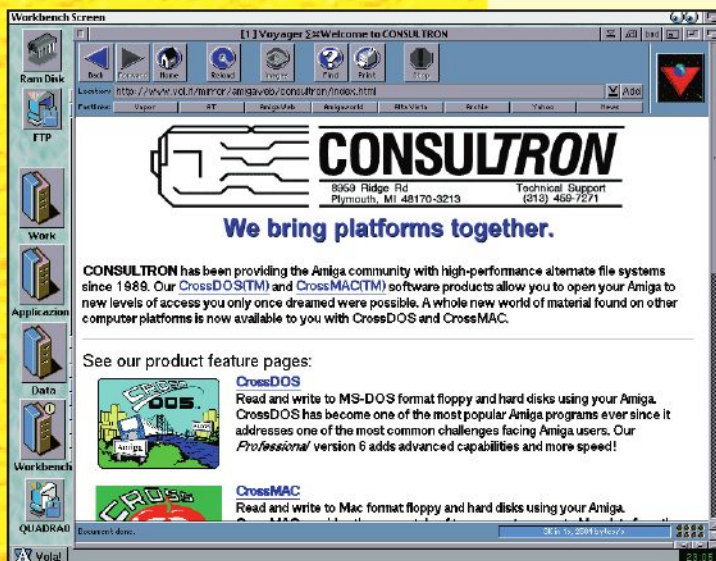 Workbench Screen
[1] Voyager Σ¤Welcome to CONSULTRON
Back
Forward
Home
Reload
Images
Find
Print
Stop
Location: http://www.vol.it/mirror/amigaweb/consultron/index.html
Add
Fastlinks:
Vapor
AT
AmigaWeb
Amigaworld
Alta Vista
Archie
Yahoo
News
Ram Disk
FTP
Work
Applicazion
Data
Workbench
QUADRA0
Vola!
CONSULTRON
8959 Ridge Rd
Plymouth, MI 48170-3213
Technical Support
(313) 459-7271
We bring platforms together.
CONSULTRON has been providing the Amiga community with high-performance alternate file systems
since 1989. Our CrossDOS(TM) and CrossMAC(TM) software products allow you to open your Amiga to
new levels of access you only once dreamed were possible. A whole new world of material found on other
computer platforms is now available to you with CrossDOS and CrossMAC.
See our product feature pages:
CROSS
DOS
Amiga
CrossDOS
Read and write to MS-DOS format floppy and hard disks using your Amiga.
CrossDOS has become one of the most popular Amiga programs ever since it
addresses one of the most common challenges facing Amiga users. Our
Professional version 6 adds advanced capabilities and more speed!
CROSS
CrossMAC
Read and write to Mac format floppy and hard disks using your Amiga.
Document done.
OK in 1s, 2504 bytes/s
23:05